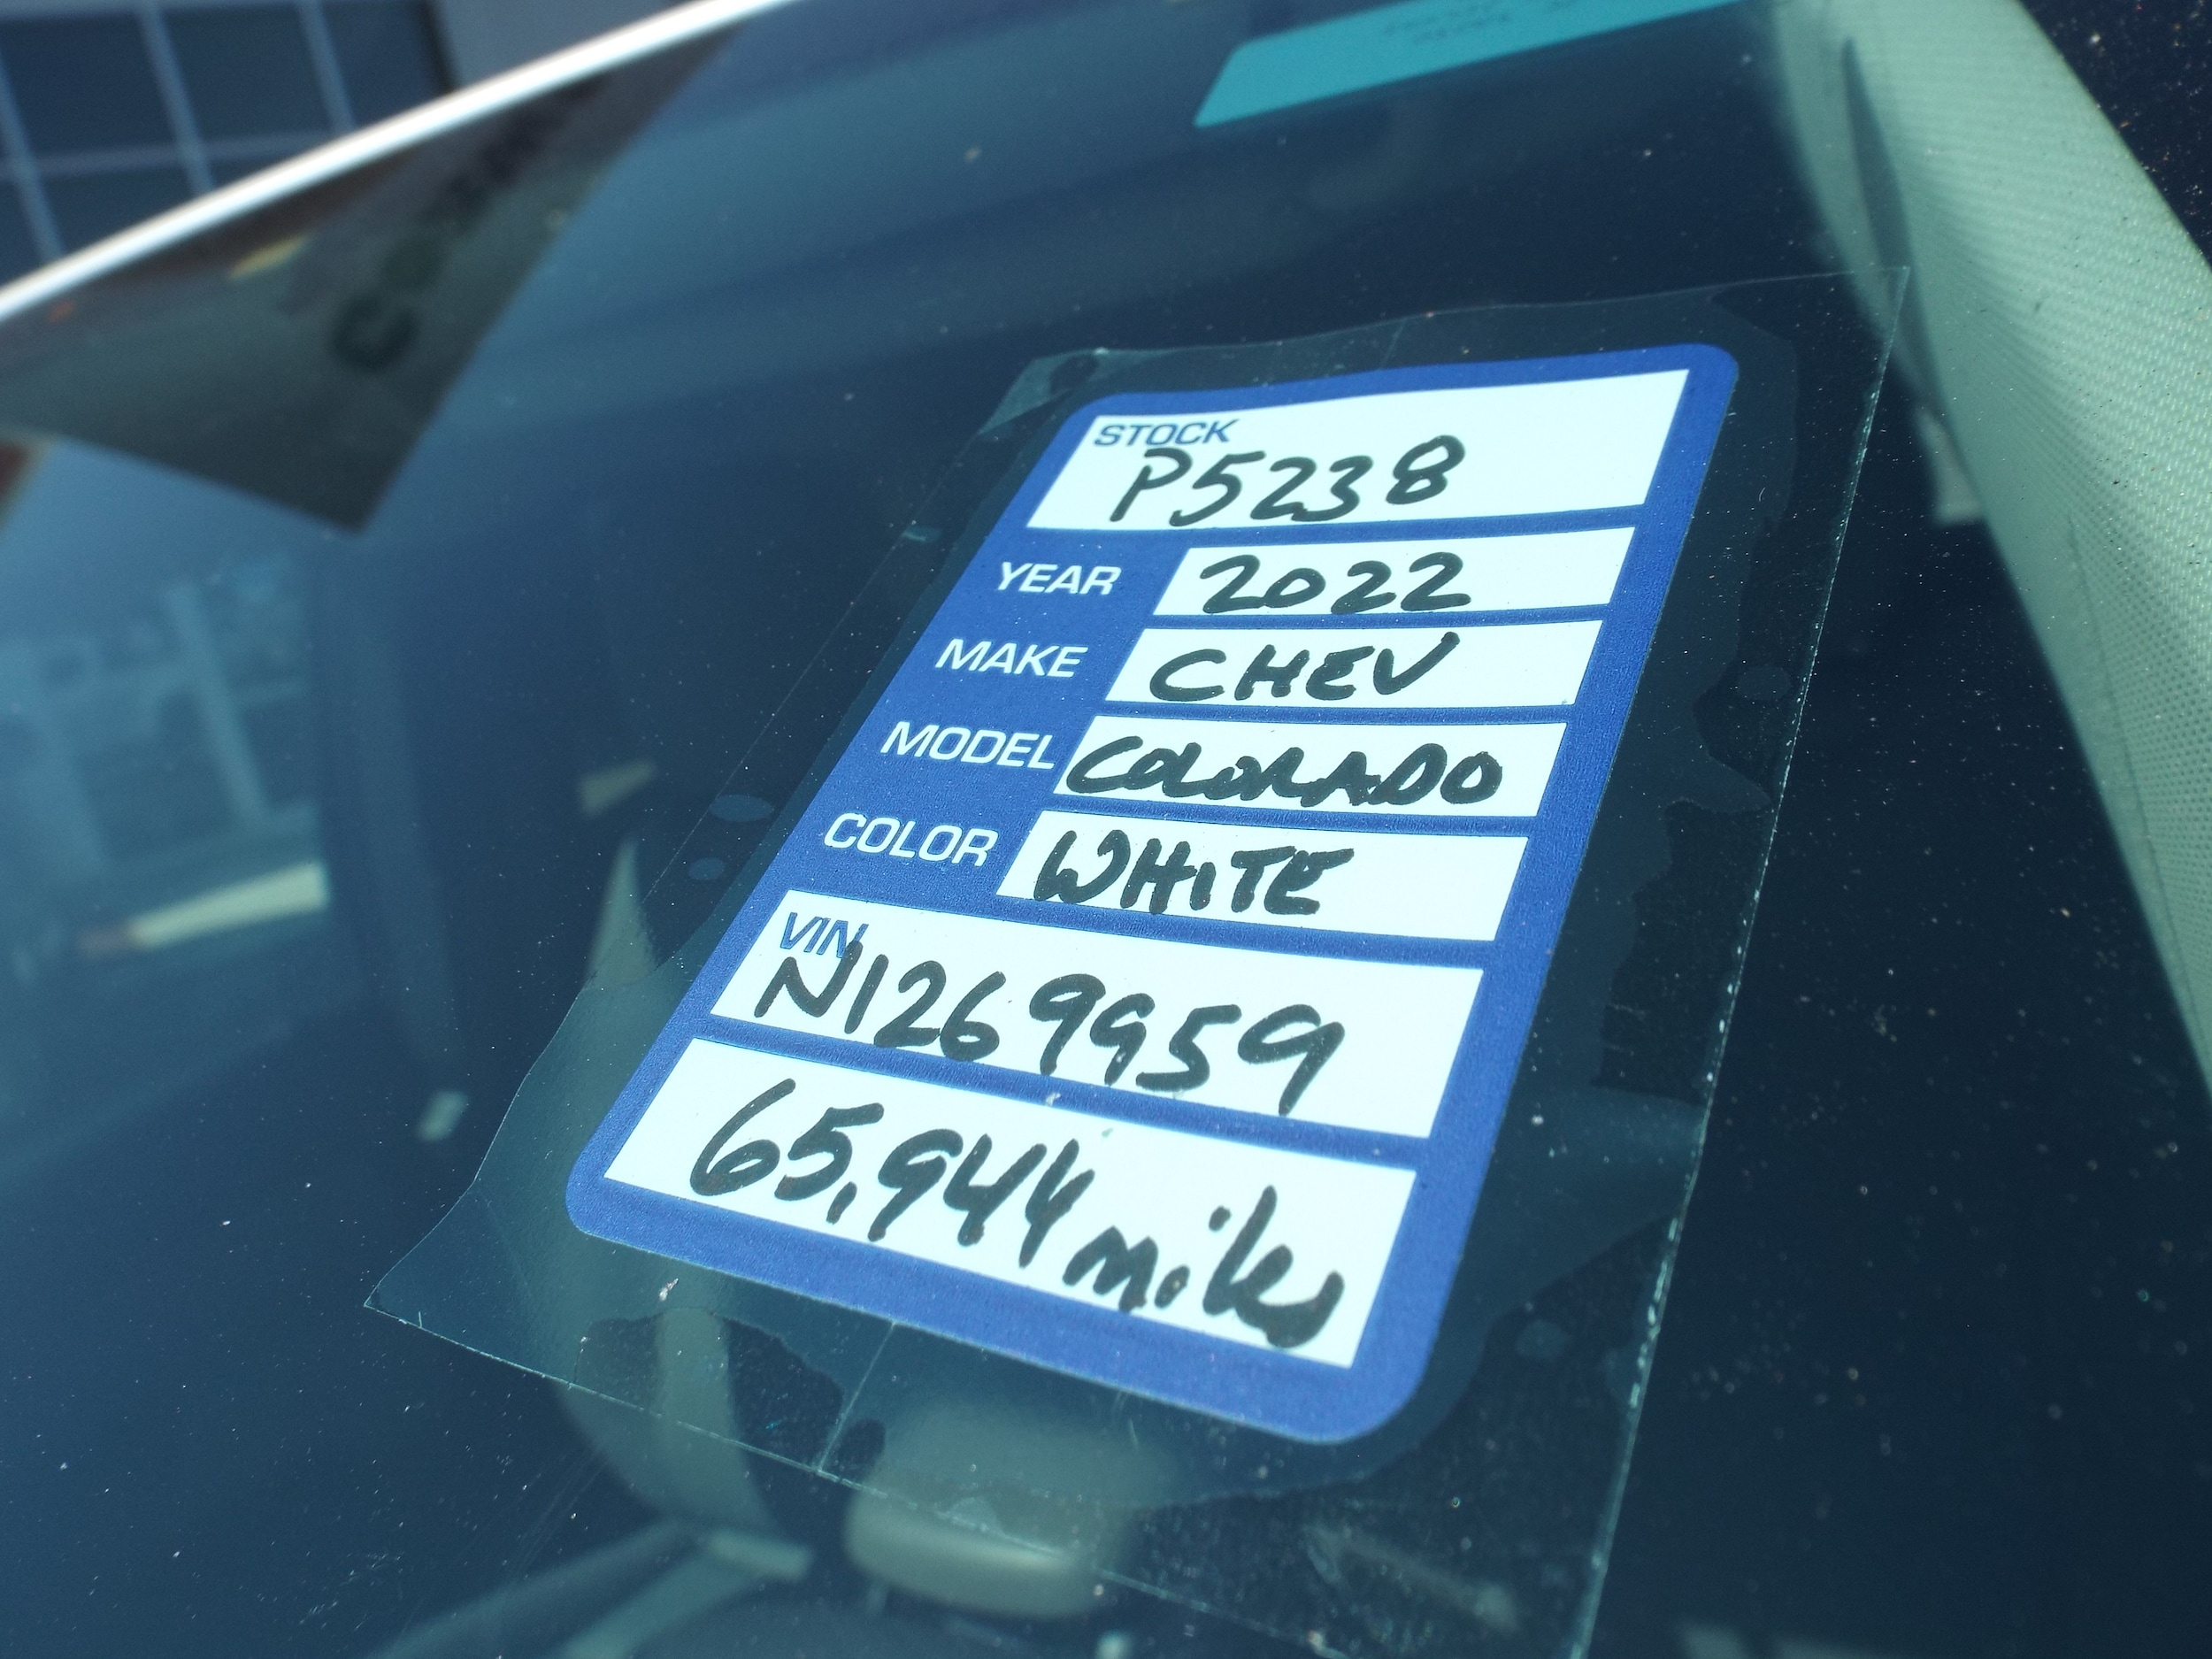 STOCK
P5238
YEAR 2022
MAKE CHEV
MODEL COLORADO
COLOR WHITE
VIN
N1269959
65,944 miles